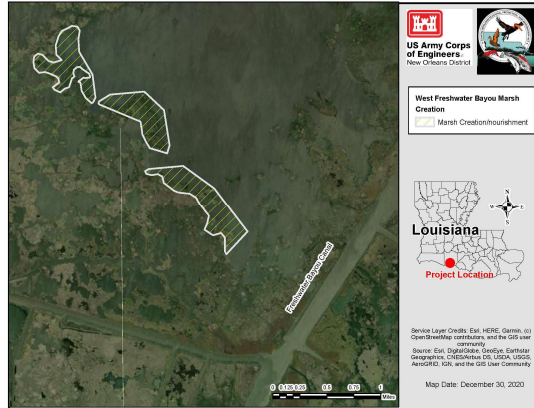 US Army Corps
of Engineers®
New Orleans District
West Freshwater Bayou Marsh
Creation
Marsh Creation/nourishment
N
W E
S
Louisiana
Project Location
Freshwater Bayou Canal
0 0.125 0.25 0.5 0.75 1
Miles
Service Layer Credits: Esri, HERE, Garmin, (c)
OpenStreetMap contributors, and the GIS user
community
Source: Esri, DigitalGlobe, GeoEye, Earthstar
Geographics, CNES/Airbus DS, USDA, USGS,
AeroGRID, IGN, and the GIS User Community
Map Date: December 30, 2020